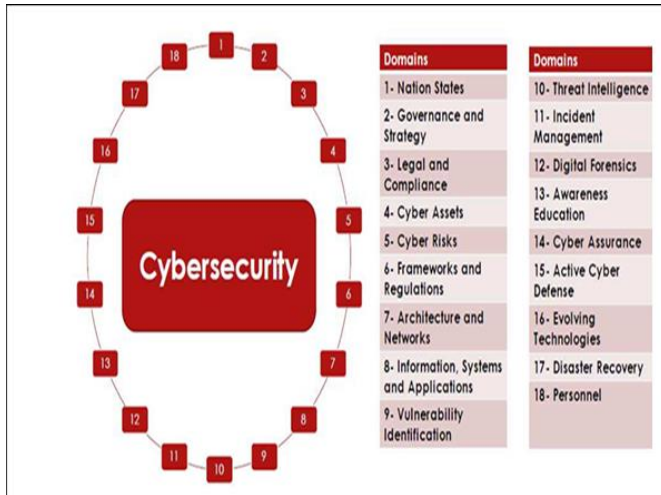 1
2
3
4
5
6
7
8
9
10
11
12
13
14
15
16
17
18
Cybersecurity
Domains
1- Nation States
2- Governance and
Strategy
3- Legal and
Compliance
4- Cyber Assets
5- Cyber Risks
6- Frameworks and
Regulations
7- Architecture and
Networks
8- Information, Systems
and Applications
9- Vulnerability
Identification
Domains
10- Threat Intelligence
11- Incident
Management
12- Digital Forensics
13- Awareness
Education
14- Cyber Assurance
15- Active Cyber
Defense
16- Evolving
Technologies
17- Disaster Recovery
18- Personnel